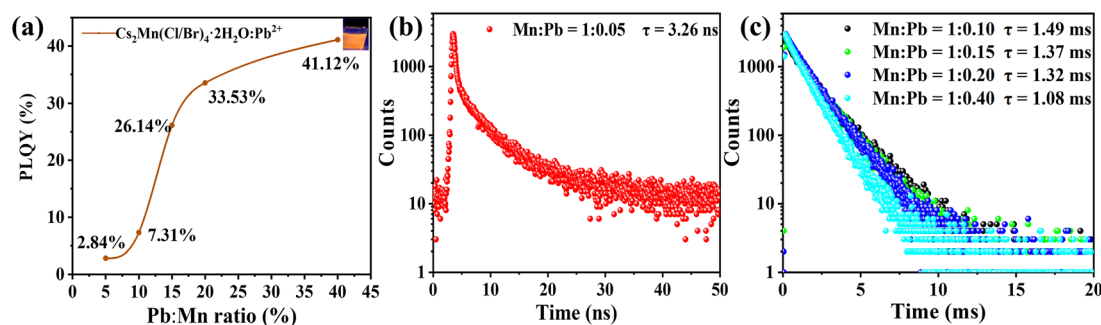 (a)
Cs₂Mn(Cl/Br)₄·2H₂O:Pb²⁺
PLQY (%)
40
30
20
10
0
2.84%
7.31%
26.14%
33.53%
41.12%
0 5 10 15 20 25 30 35 40 45
Pb:Mn ratio (%)
(b)
Mn:Pb = 1:0.05 τ = 3.26 ns
Counts
1000
100
10
1
0 10 20 30 40 50
Time (ns)
(c)
Mn:Pb = 1:0.10 τ = 1.49 ms
Mn:Pb = 1:0.15 τ = 1.37 ms
Mn:Pb = 1:0.20 τ = 1.32 ms
Mn:Pb = 1:0.40 τ = 1.08 ms
Counts
1000
100
10
1
0 5 10 15 20
Time (ms)